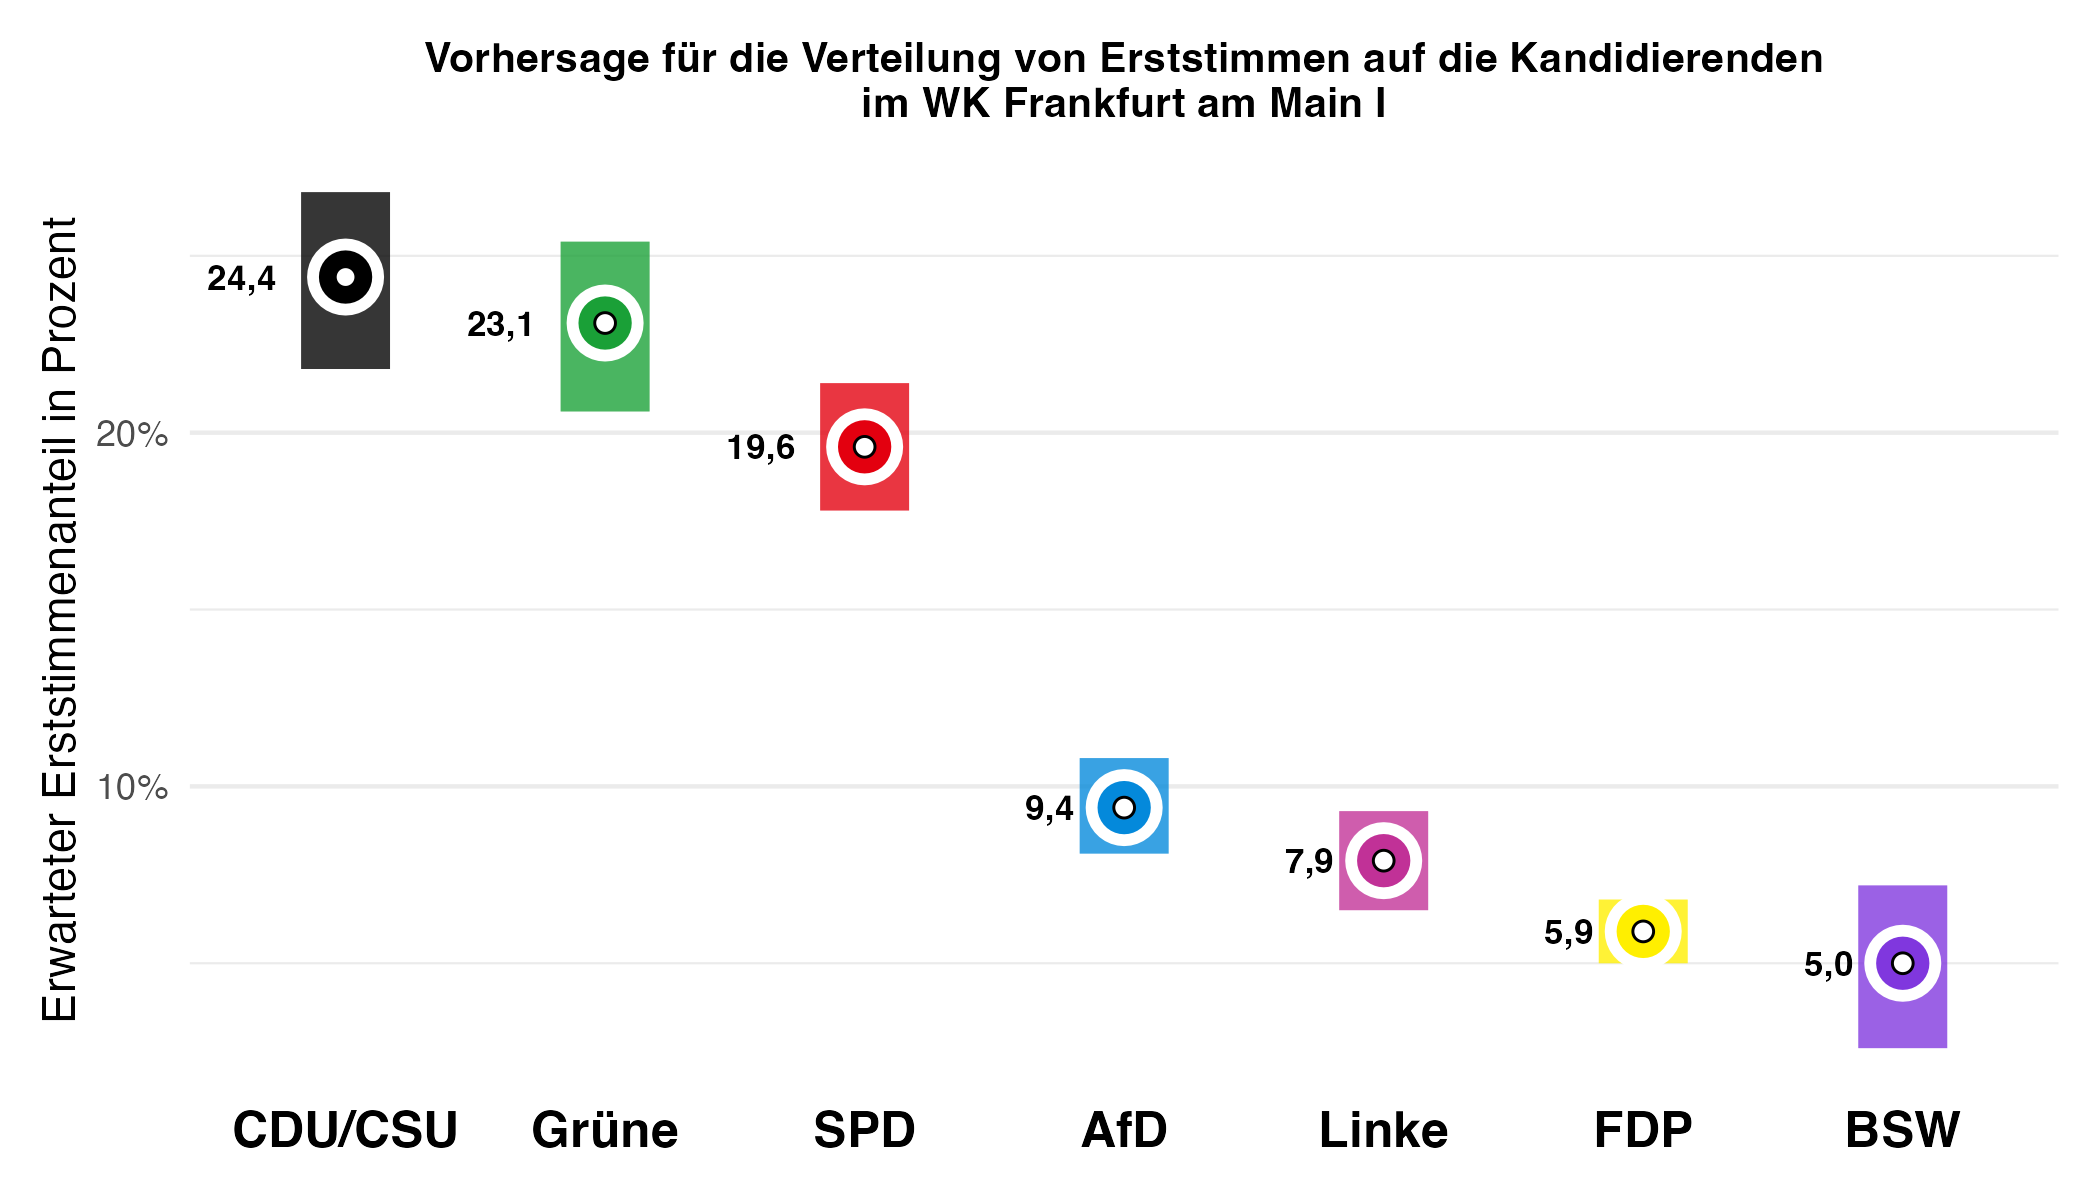 Vorhersage für die Verteilung von Erststimmen auf die Kandidierenden
im WK Frankfurt am Main I
Erwarteter Erststimmenanteil in Prozent
20%
10%
24,4
23,1
19,6
9,4
7,9
5,9
5,0
CDU/CSU
Grüne
SPD
AfD
Linke
FDP
BSW